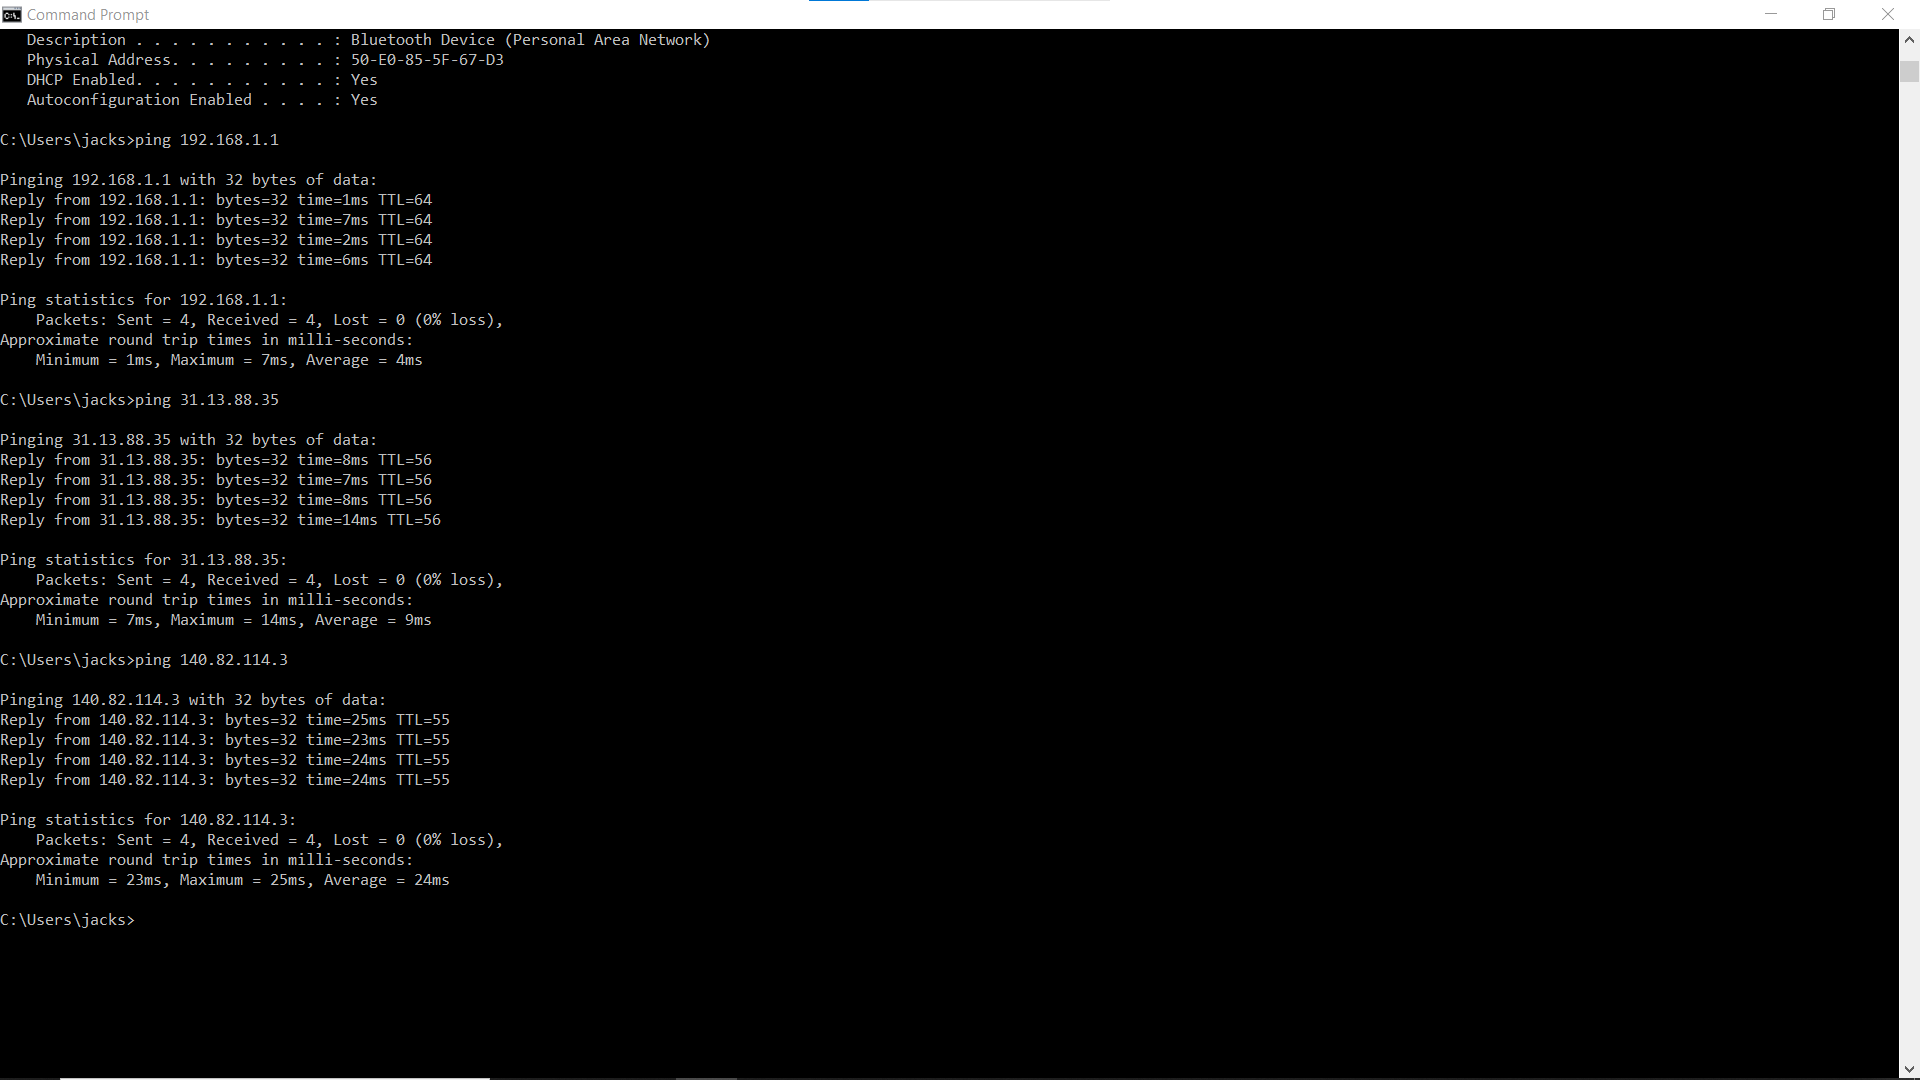 Command Prompt
Description . . . . . . . . . . . : Bluetooth Device (Personal Area Network)
Physical Address. . . . . . . . . : 50-E0-85-5F-67-D3
DHCP Enabled. . . . . . . . . . . : Yes
Autoconfiguration Enabled . . . . : Yes
C:\Users\jacks>ping 192.168.1.1
Pinging 192.168.1.1 with 32 bytes of data:
Reply from 192.168.1.1: bytes=32 time=1ms TTL=64
Reply from 192.168.1.1: bytes=32 time=7ms TTL=64
Reply from 192.168.1.1: bytes=32 time=2ms TTL=64
Reply from 192.168.1.1: bytes=32 time=6ms TTL=64
Ping statistics for 192.168.1.1:
Packets: Sent = 4, Received = 4, Lost = 0 (0% loss),
Approximate round trip times in milli-seconds:
Minimum = 1ms, Maximum = 7ms, Average = 4ms
C:\Users\jacks>ping 31.13.88.35
Pinging 31.13.88.35 with 32 bytes of data:
Reply from 31.13.88.35: bytes=32 time=8ms TTL=56
Reply from 31.13.88.35: bytes=32 time=7ms TTL=56
Reply from 31.13.88.35: bytes=32 time=8ms TTL=56
Reply from 31.13.88.35: bytes=32 time=14ms TTL=56
Ping statistics for 31.13.88.35:
Packets: Sent = 4, Received = 4, Lost = 0 (0% loss),
Approximate round trip times in milli-seconds:
Minimum = 7ms, Maximum = 14ms, Average = 9ms
C:\Users\jacks>ping 140.82.114.3
Pinging 140.82.114.3 with 32 bytes of data:
Reply from 140.82.114.3: bytes=32 time=25ms TTL=55
Reply from 140.82.114.3: bytes=32 time=23ms TTL=55
Reply from 140.82.114.3: bytes=32 time=24ms TTL=55
Reply from 140.82.114.3: bytes=32 time=24ms TTL=55
Ping statistics for 140.82.114.3:
Packets: Sent = 4, Received = 4, Lost = 0 (0% loss),
Approximate round trip times in milli-seconds:
Minimum = 23ms, Maximum = 25ms, Average = 24ms
C:\Users\jacks>